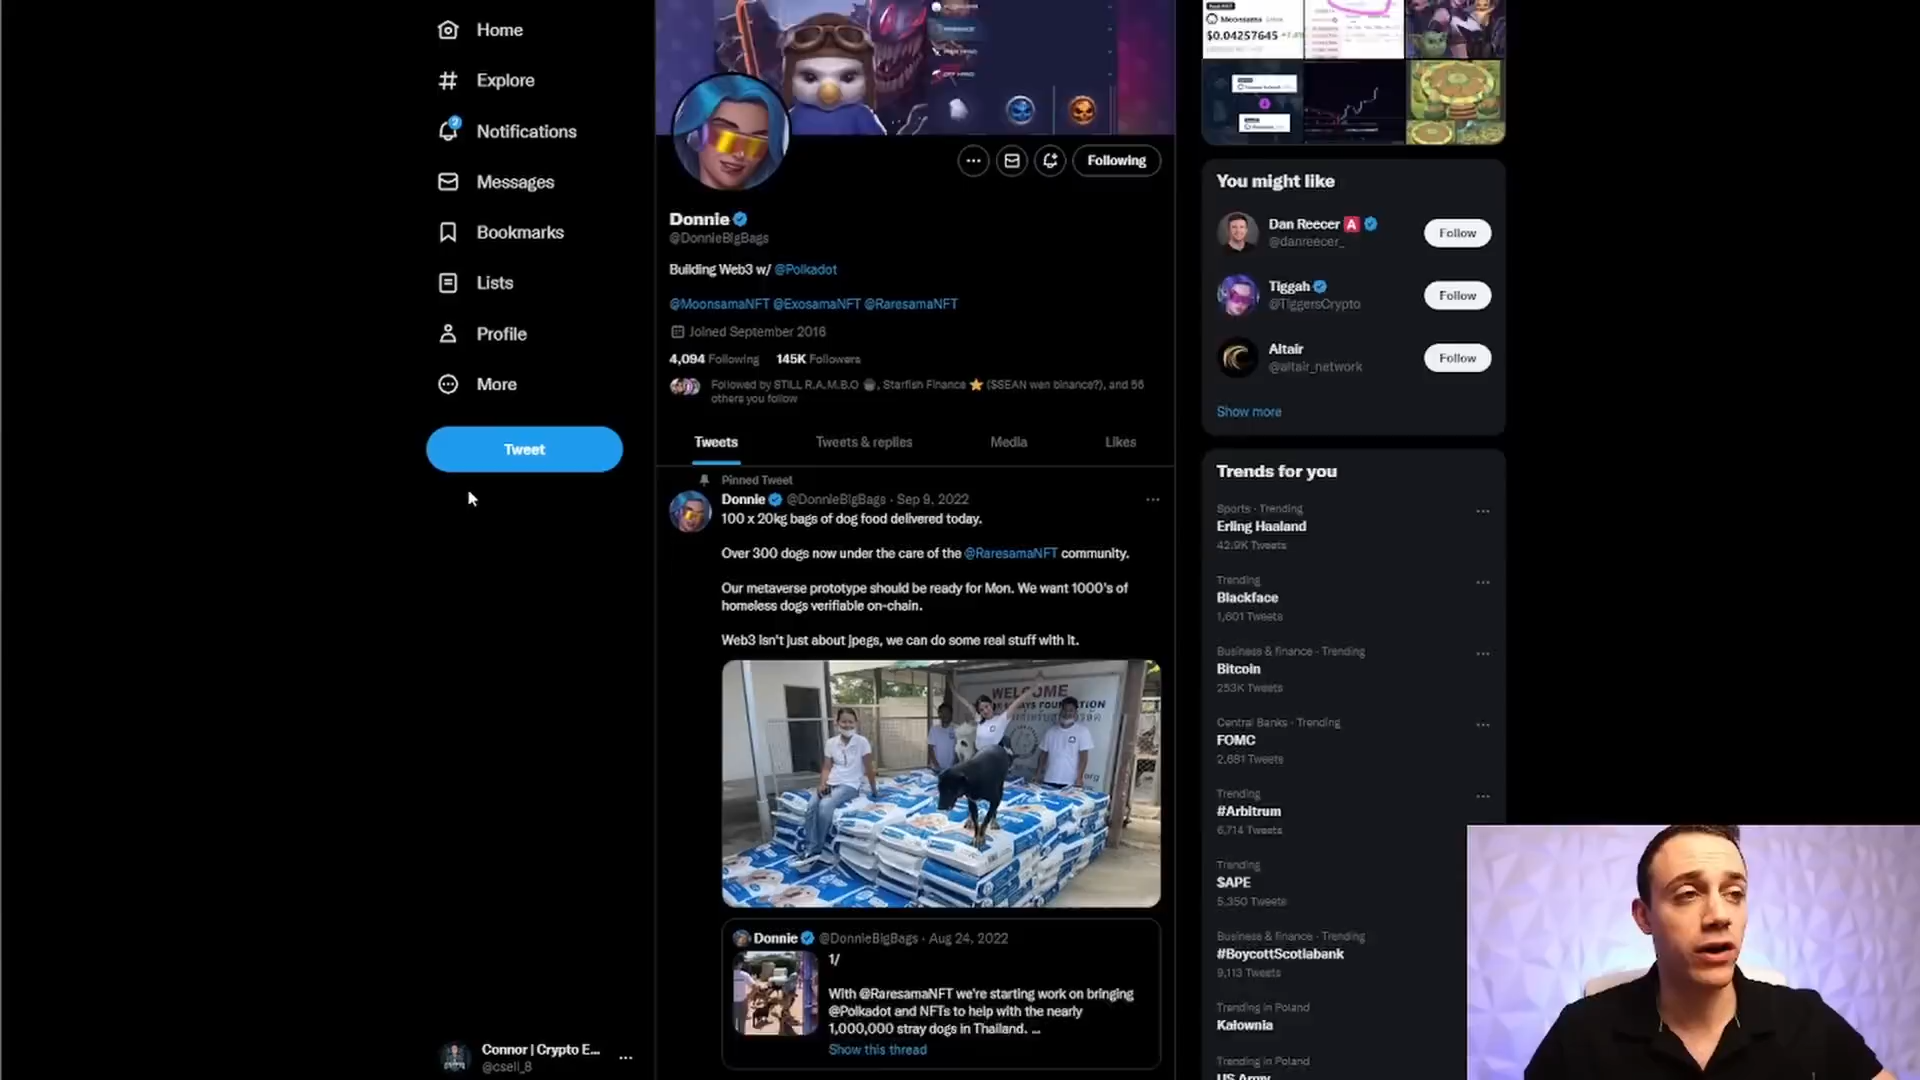 Home
Explore
2
Notifications
Messages
Bookmarks
Lists
Profile
More
Tweet
Connor | Crypto E...
@csell_8
Following
Donnie
@DonnieBigBags
Building Web3 w/ @Polkadot
@MoonsamaNFT @ExosamaNFT @RaresamaNFT
Joined September 2016
4,094 Following 145K Followers
Followed by STILL R.A.M.B.O , Starfish Finance ⭐ ($SEAN wen binance?), and 56
others you follow
Tweets Tweets & replies Media Likes
Pinned Tweet
Donnie @DonnieBigBags · Sep 9, 2022
100 x 20kg bags of dog food delivered today.
Over 300 dogs now under the care of the @RaresamaNFT community.
Our metaverse prototype should be ready for Mon. We want 1000's of
homeless dogs verifiable on-chain.
Web3 isn't just about jpegs, we can do some real stuff with it.
WELCOME
FOUNDATION
Donnie @DonnieBigBags · Aug 24, 2022
1/
With @RaresamaNFT we're starting work on bringing
@Polkadot and NFTs to help with the nearly
1,000,000 stray dogs in Thailand. ...
Show this thread
Moonsama
$0.04257645
You might like
Dan Reecer A
@danreecer_
Follow
Tiggah
@TiggersCrypto
Follow
Altair
@altair_network
Follow
Show more
Trends for you
Sports · Trending
Erling Haaland
42.9K Tweets
Trending
Blackface
1,601 Tweets
Business & finance · Trending
Bitcoin
253K Tweets
Central Banks · Trending
FOMC
2,681 Tweets
Trending
#Arbitrum
6,714 Tweets
Trending
$APE
5,350 Tweets
Business & finance · Trending
#BoycottScotiabank
9,113 Tweets
Trending in Poland
Kałownia
Trending in Poland
US Army